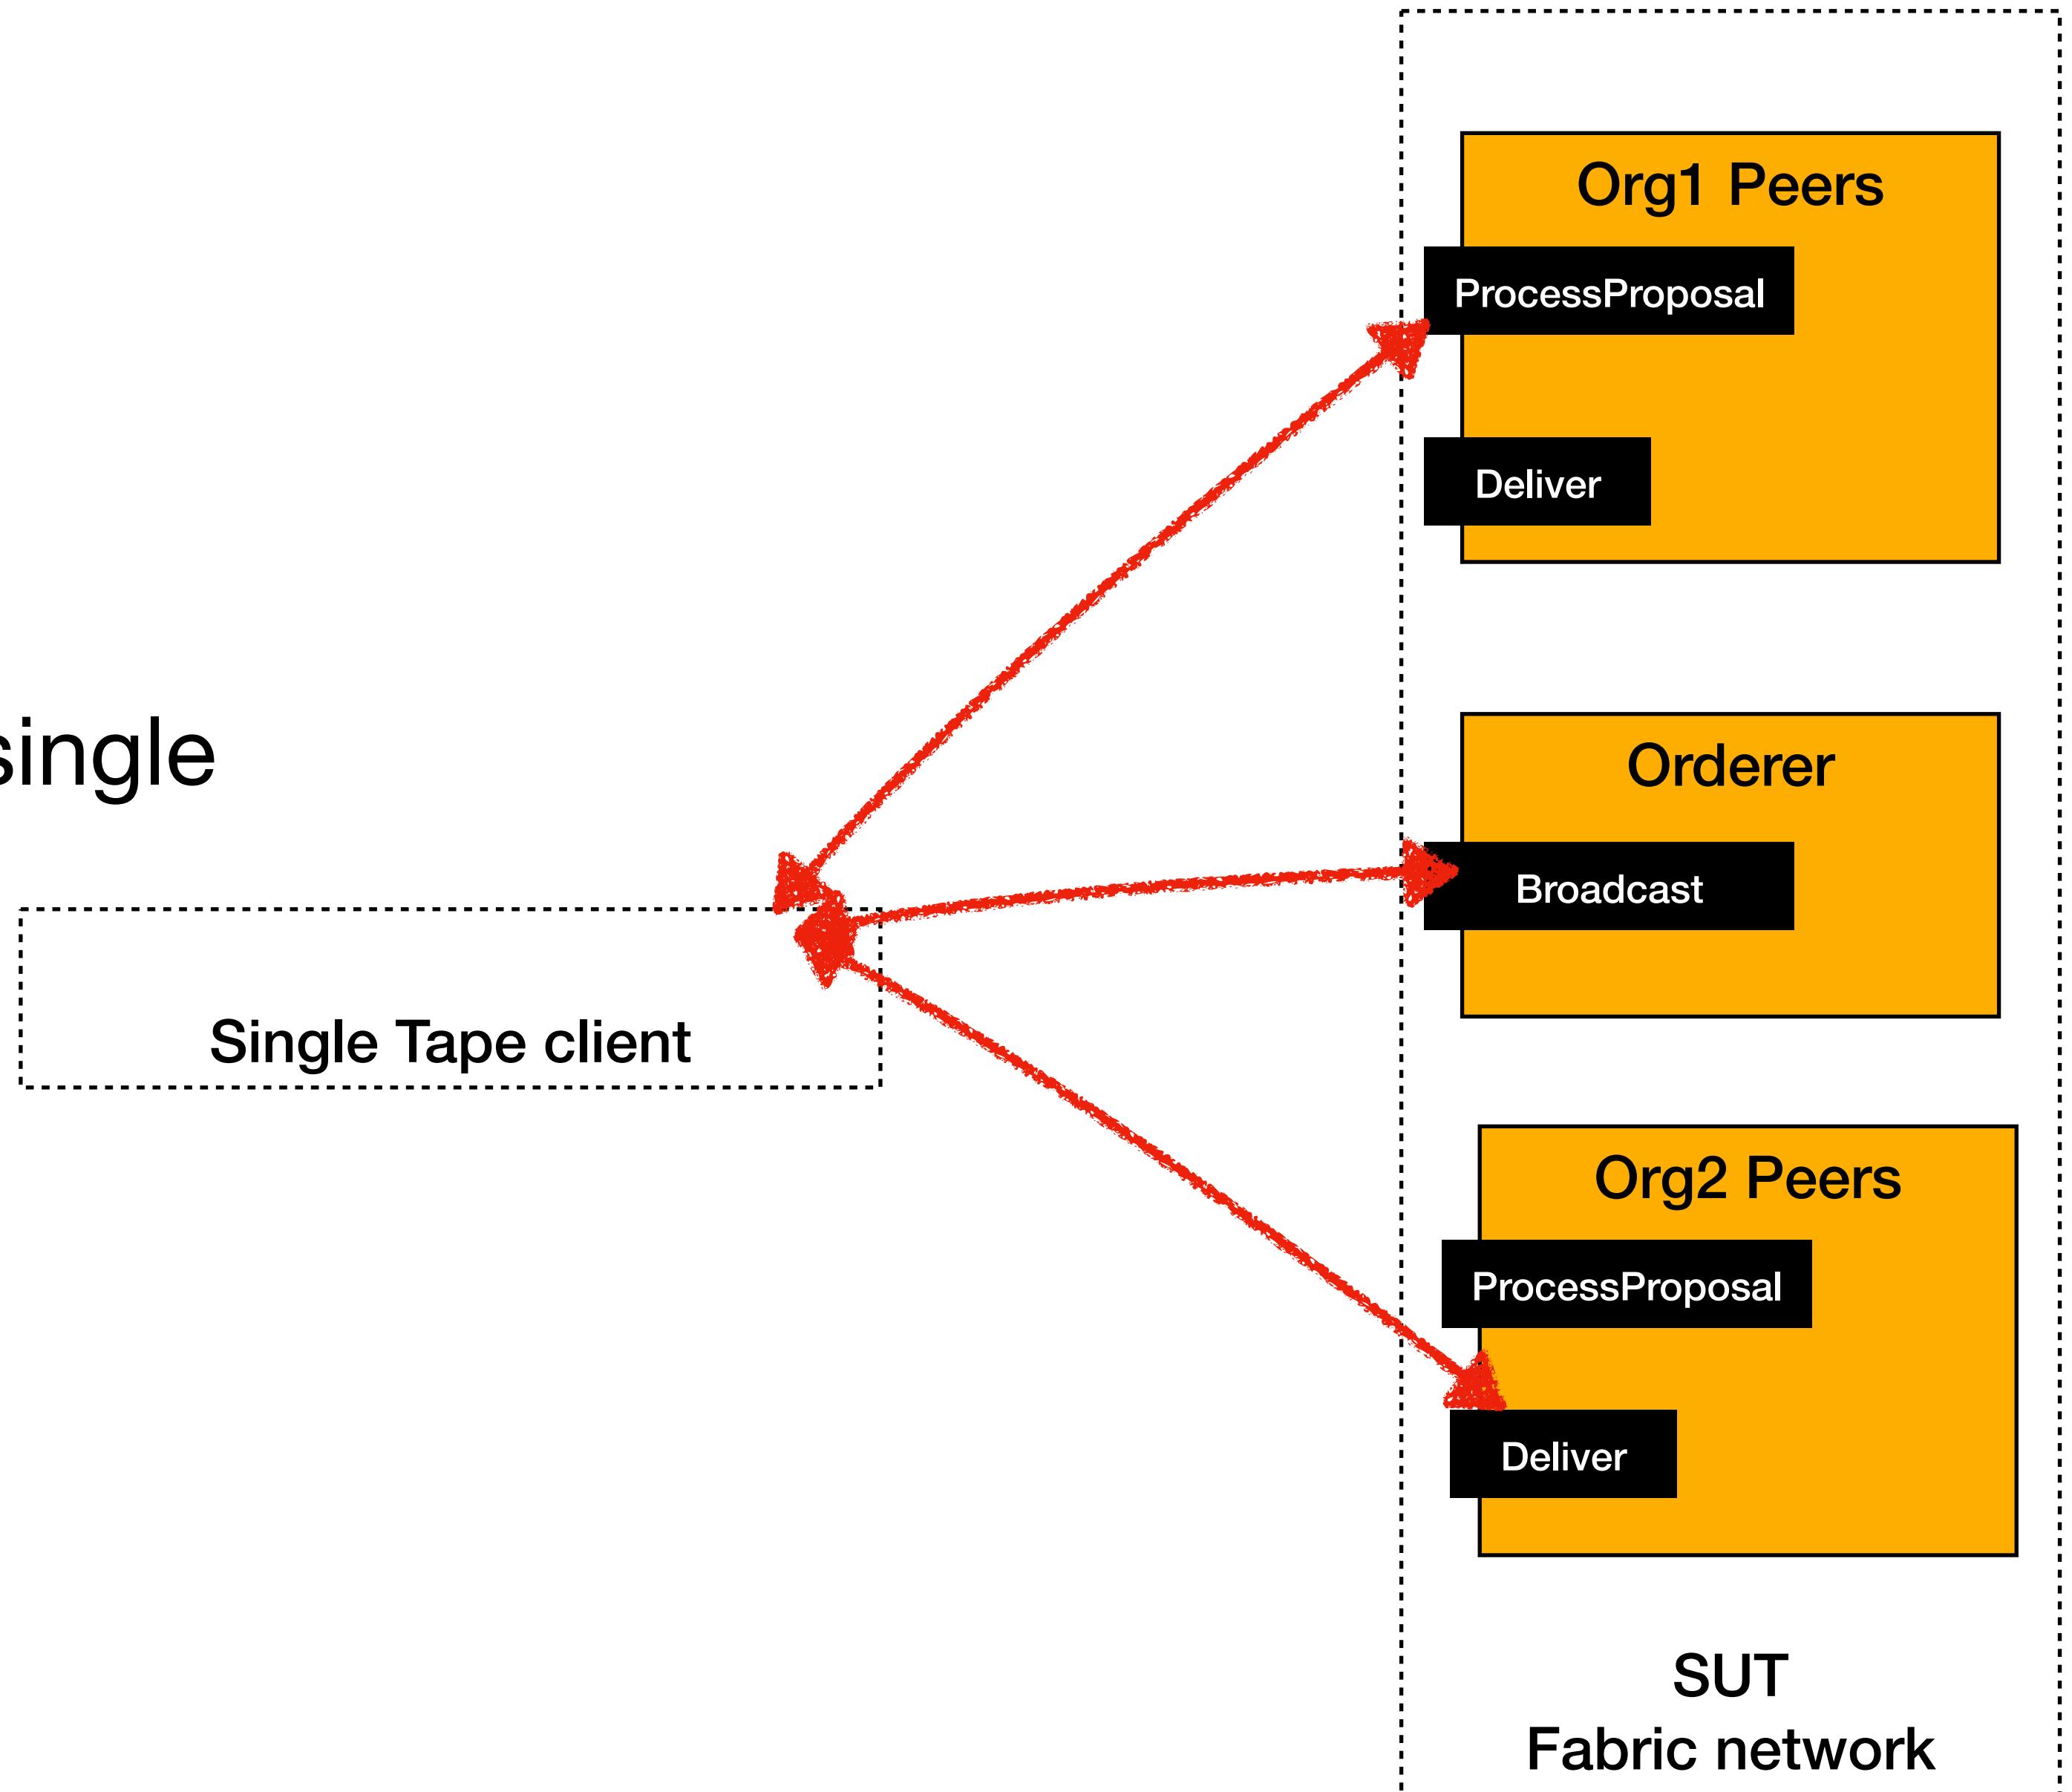 Org1 Peers
ProcessProposal
Deliver
single
Orderer
Broadcast
Single Tape client
Org2 Peers
ProcessProposal
Deliver
SUT
Fabric network